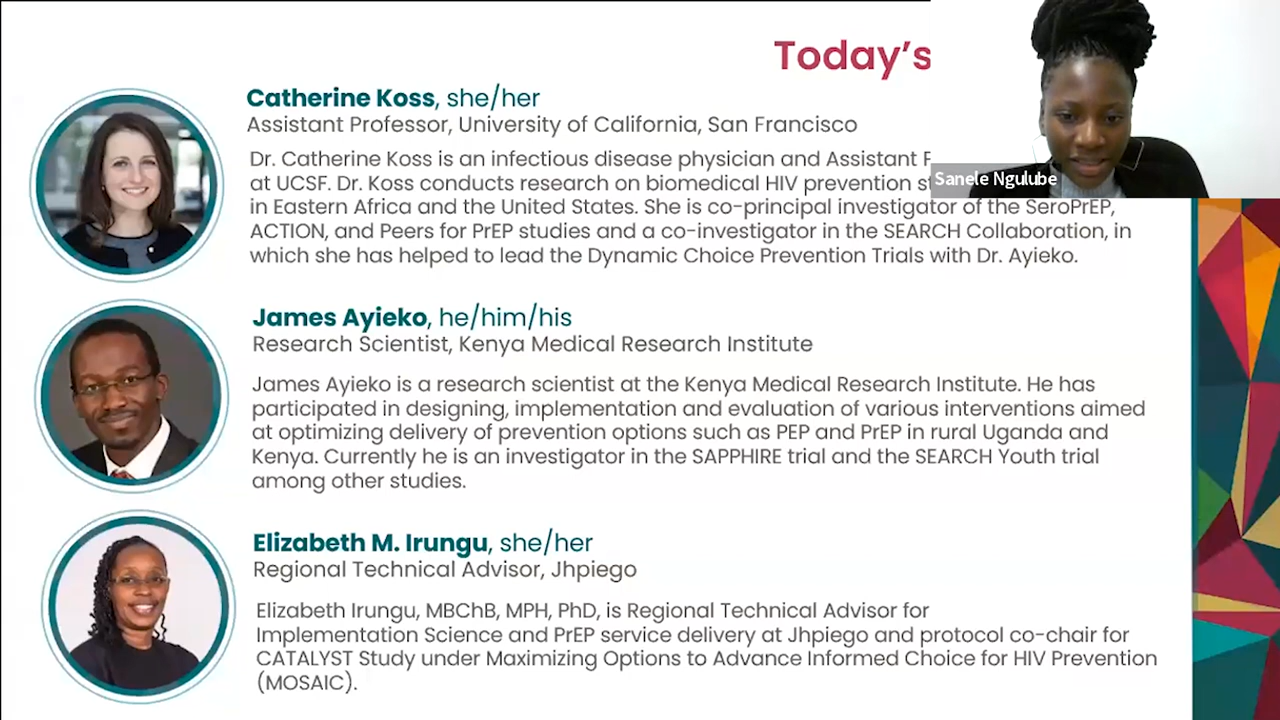 Today's
Sanele Ngulube
Catherine Koss, she/her
Assistant Professor, University of California, San Francisco
Dr. Catherine Koss is an infectious disease physician and Assistant
at UCSF. Dr. Koss conducts research on biomedical HIV prevention
in Eastern Africa and the United States. She is co-principal investigator of the SeroPrEP,
ACTION, and Peers for PrEP studies and a co-investigator in the SEARCH Collaboration, in
which she has helped to lead the Dynamic Choice Prevention Trials with Dr. Ayieko.
James Ayieko, he/him/his
Research Scientist, Kenya Medical Research Institute
James Ayieko is a research scientist at the Kenya Medical Research Institute. He has
participated in designing, implementation and evaluation of various interventions aimed
at optimizing delivery of prevention options such as PEP and PrEP in rural Uganda and
Kenya. Currently he is an investigator in the SAPPHIRE trial and the SEARCH Youth trial
among other studies.
Elizabeth M. Irungu, she/her
Regional Technical Advisor, Jhpiego
Elizabeth Irungu, MBChB, MPH, PhD, is Regional Technical Advisor for
Implementation Science and PrEP service delivery at Jhpiego and protocol co-chair for
CATALYST Study under Maximizing Options to Advance Informed Choice for HIV Prevention
(MOSAIC).